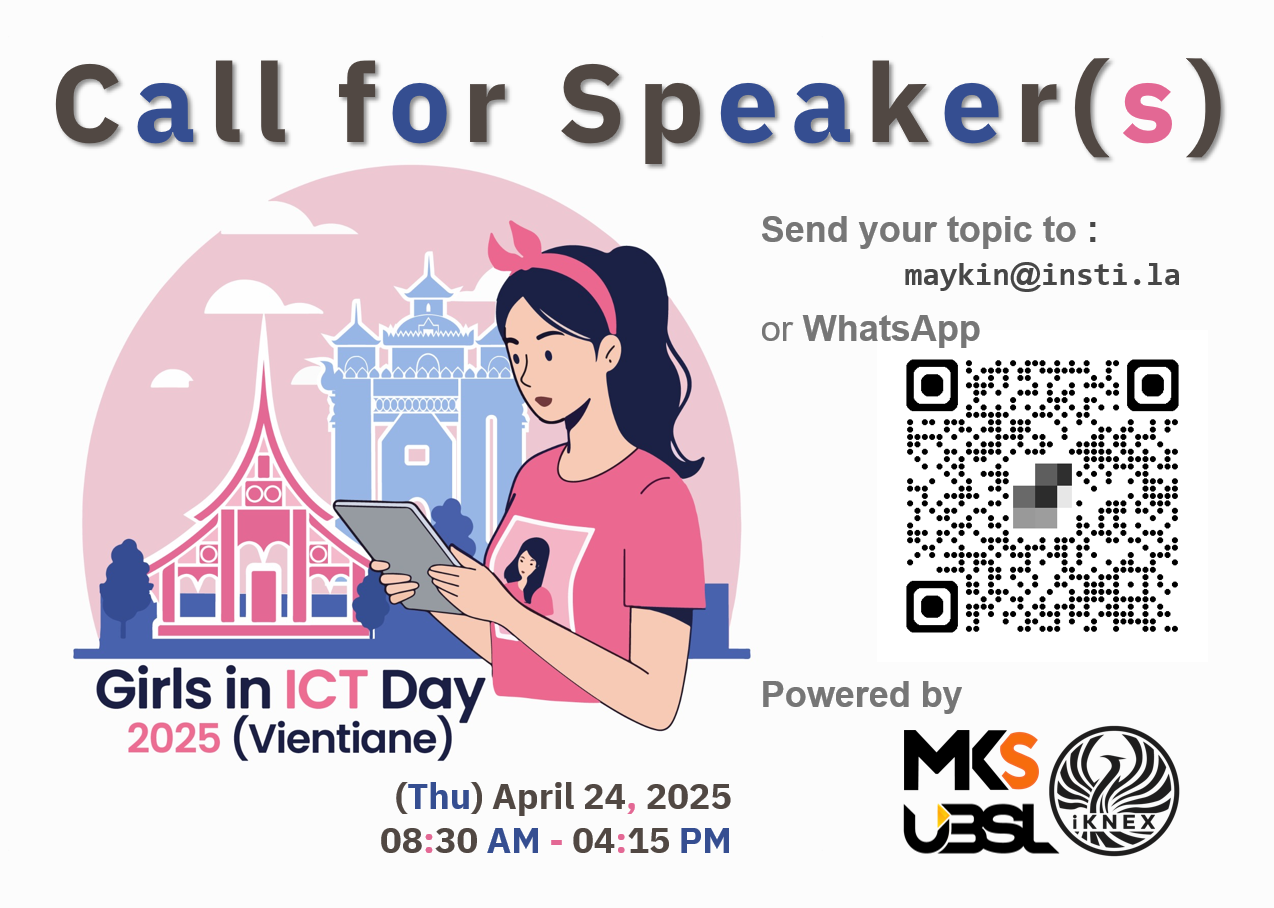 Call for Speaker(s)
Send your topic to :
maykin@insti.la
or WhatsApp
Girls in ICT Day
2025 (Vientiane)
(Thu) April 24, 2025
08:30 AM - 04:15 PM
Powered by
MKS
UBSL
iKNEX